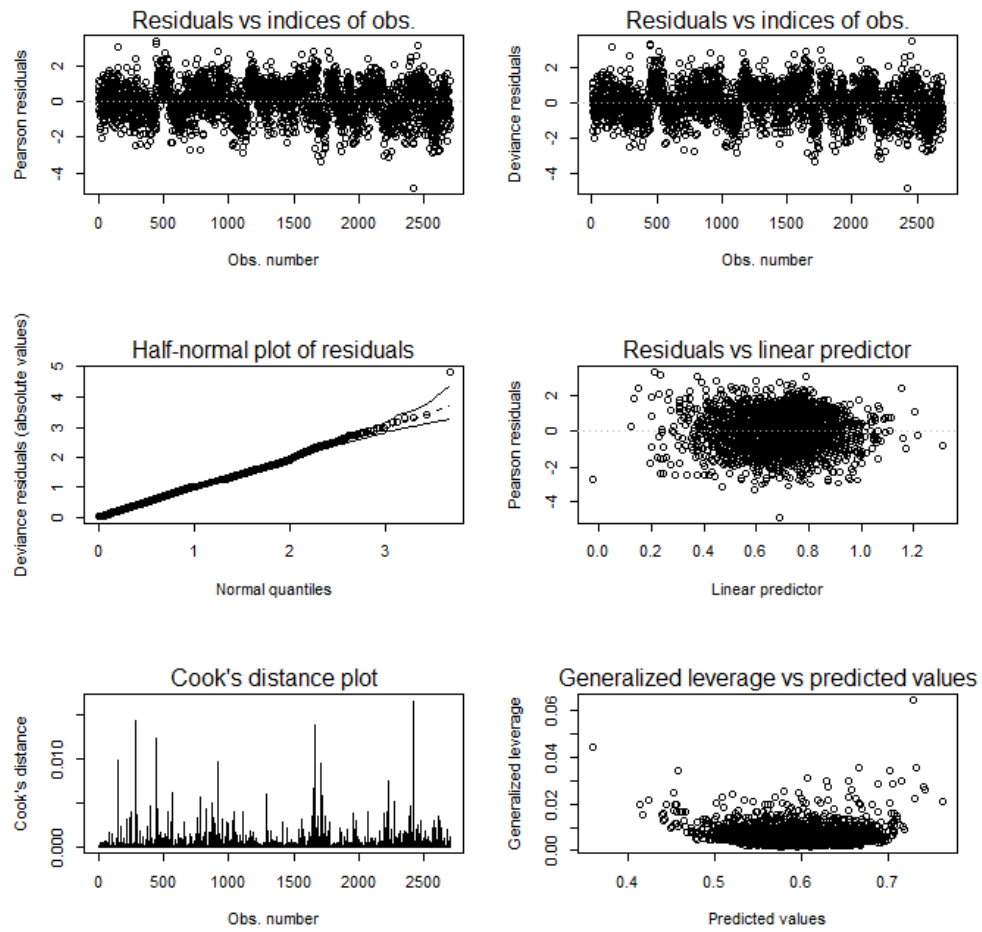 Residuals vs indices of obs.
Pearson residuals
2
0
-2
-4
0 500 1000 1500 2000 2500
Obs. number
Residuals vs indices of obs.
Deviance residuals
2
0
-2
-4
0 500 1000 1500 2000 2500
Obs. number
Half-normal plot of residuals
Deviance residuals (absolute values)
5
4
3
2
1
0
0 1 2 3
Normal quantiles
Residuals vs linear predictor
Pearson residuals
2
0
-2
-4
0.0 0.2 0.4 0.6 0.8 1.0 1.2
Linear predictor
Cook's distance plot
Cook's distance
0.010
0.000
0 500 1000 1500 2000 2500
Obs. number
Generalized leverage vs predicted values
Generalized leverage
0.06
0.04
0.02
0.00
0.4 0.5 0.6 0.7
Predicted values